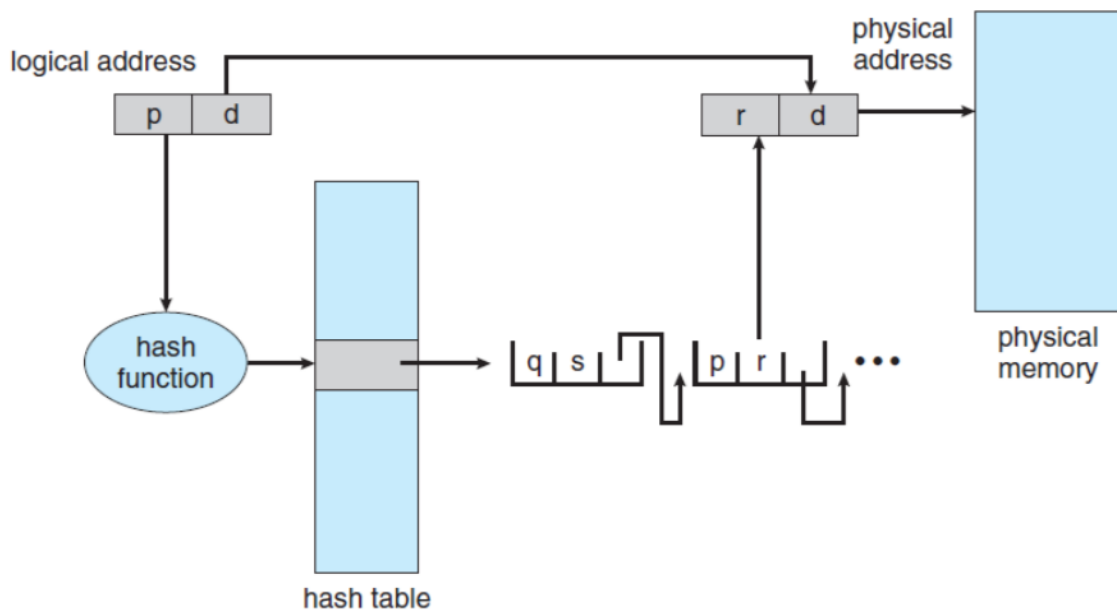 logical address
physical
address
p d
r d
hash
function
q s
p r
•••
physical
memory
hash table